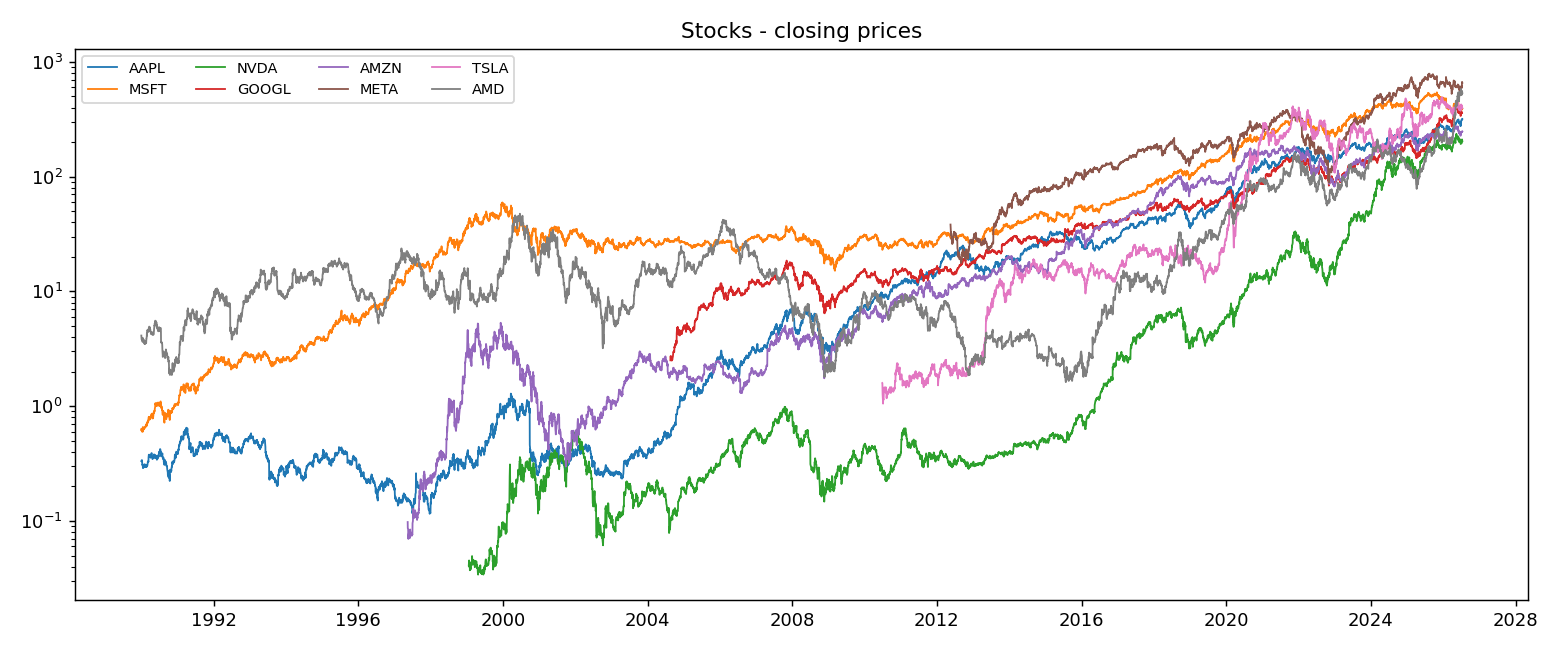 Stocks - closing prices
AAPL NVDA AMZN TSLA
MSFT GOOGL META AMD
10³
10²
10¹
10⁰
10⁻¹
1992 1996 2000 2004 2008 2012 2016 2020 2024 2028